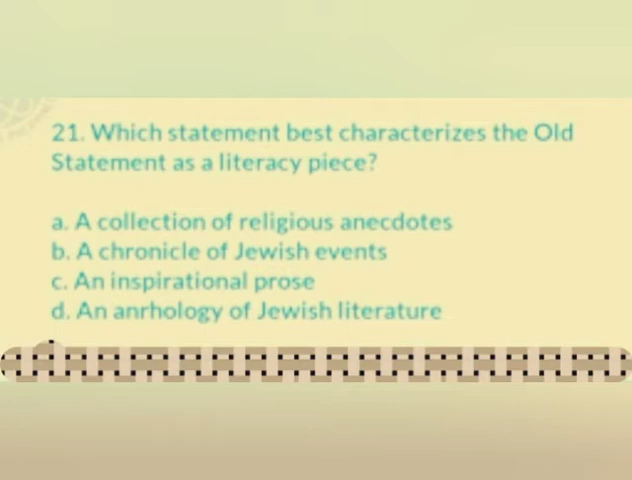 21. Which statement best characterizes the Old
Statement as a literacy piece?
a. A collection of religious anecdotes
b. A chronicle of Jewish events
c. An inspirational prose
d. An anrhology of Jewish literature